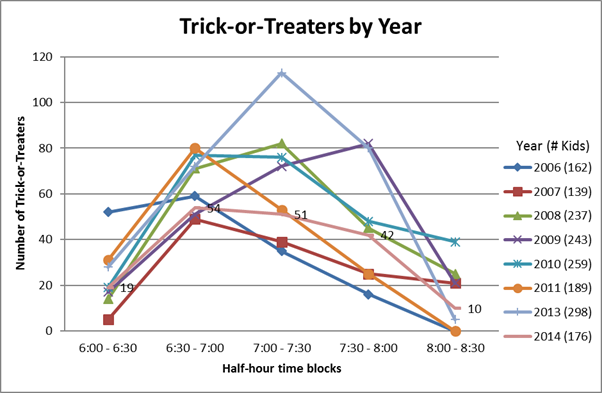 Trick-or-Treaters by Year
120
100
80
60
40
20
0
Number of Trick-or-Treaters
19
54
51
42
10
6:00 - 6:30
6:30 - 7:00
7:00 - 7:30
7:30 - 8:00
8:00 - 8:30
Half-hour time blocks
Year (# Kids)
2006 (162)
2007 (139)
2008 (237)
2009 (243)
2010 (259)
2011 (189)
2013 (298)
2014 (176)